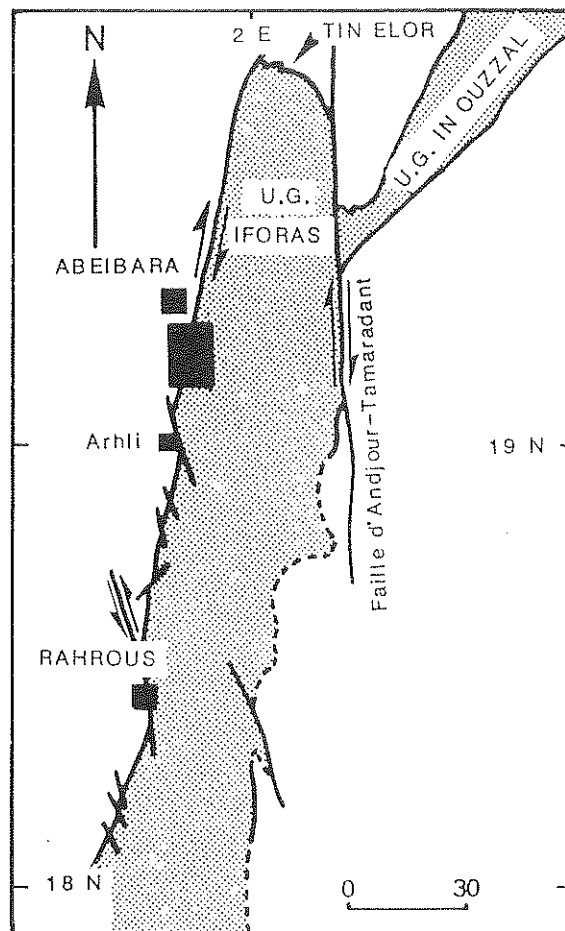 N
2 E
TIN ELOR
U.G. IN OUZZAL
U.G.
IFORAS
ABEIBARA
Arhli
19 N
Faille d'Andjour-Tamaradant
RAHROUS
18 N
0 30